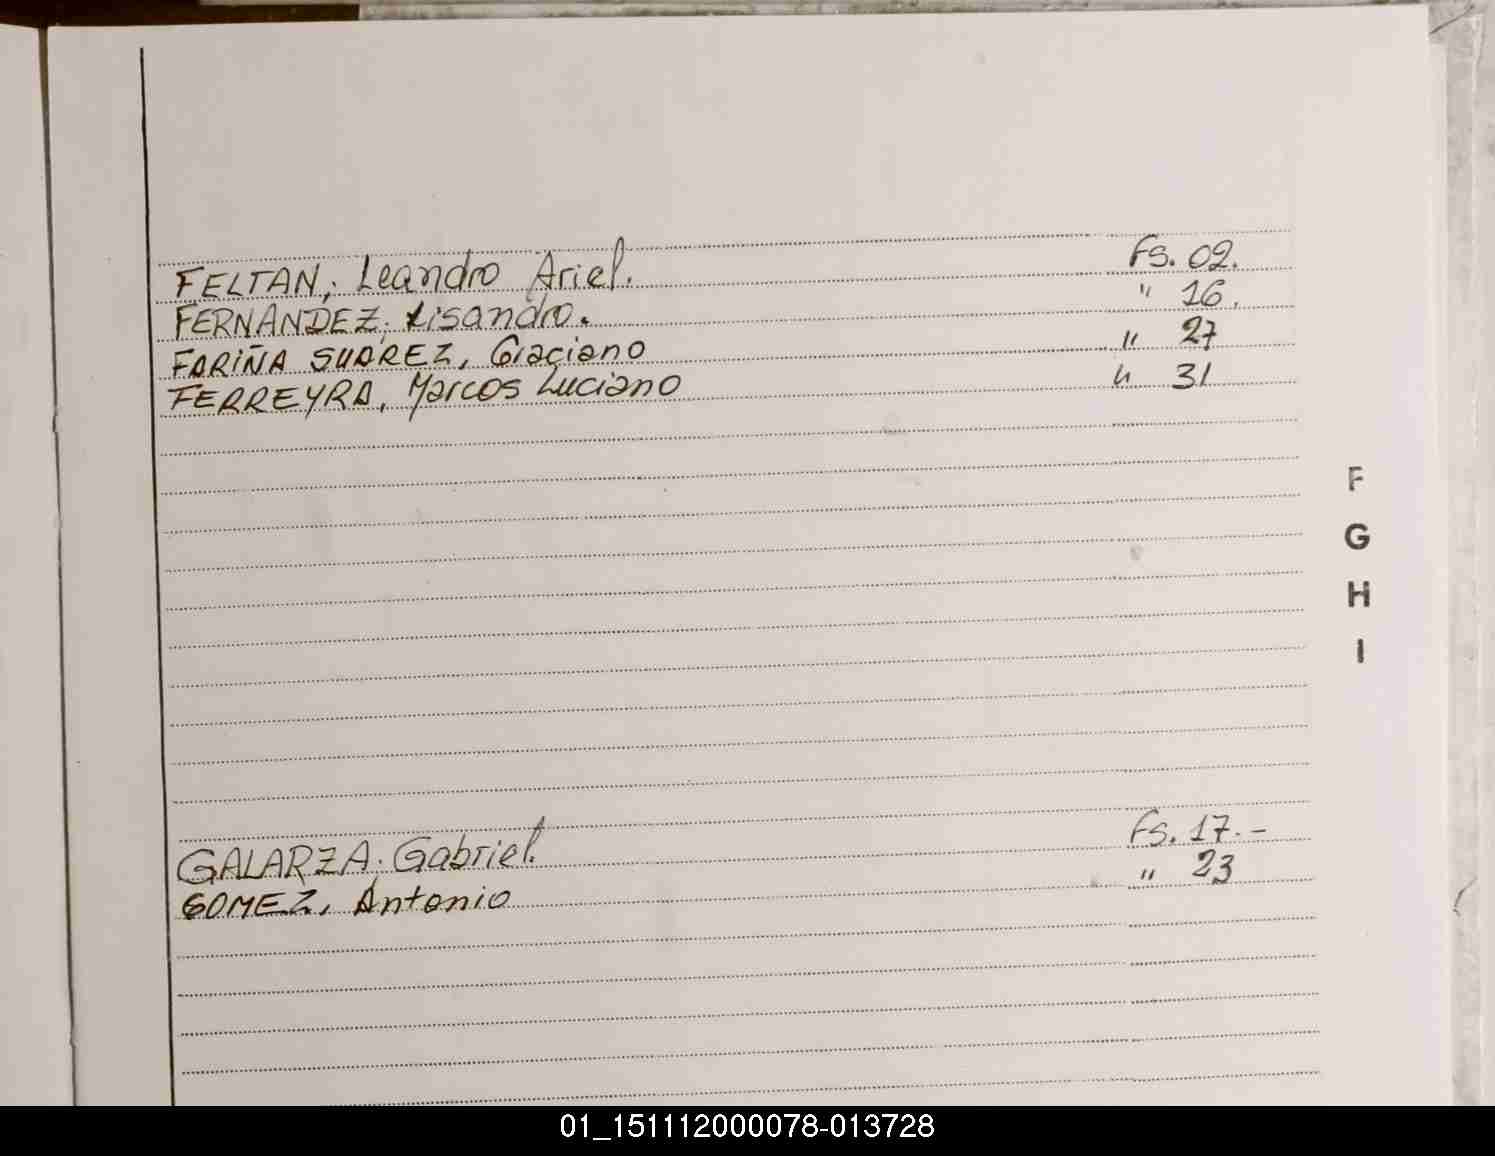 FELTAN; Leandro Ariel. Fs. 02.
FERNANDEZ; Lisandro. " 16.
FARIÑA SUAREZ, Graciano " 27
FERREYRA, Marcos Luciano " 31
F
G
H
I
GALARZA; Gabriel. Fs. 17.-
GOMEZ, Antonio " 23
01_151112000078-013728